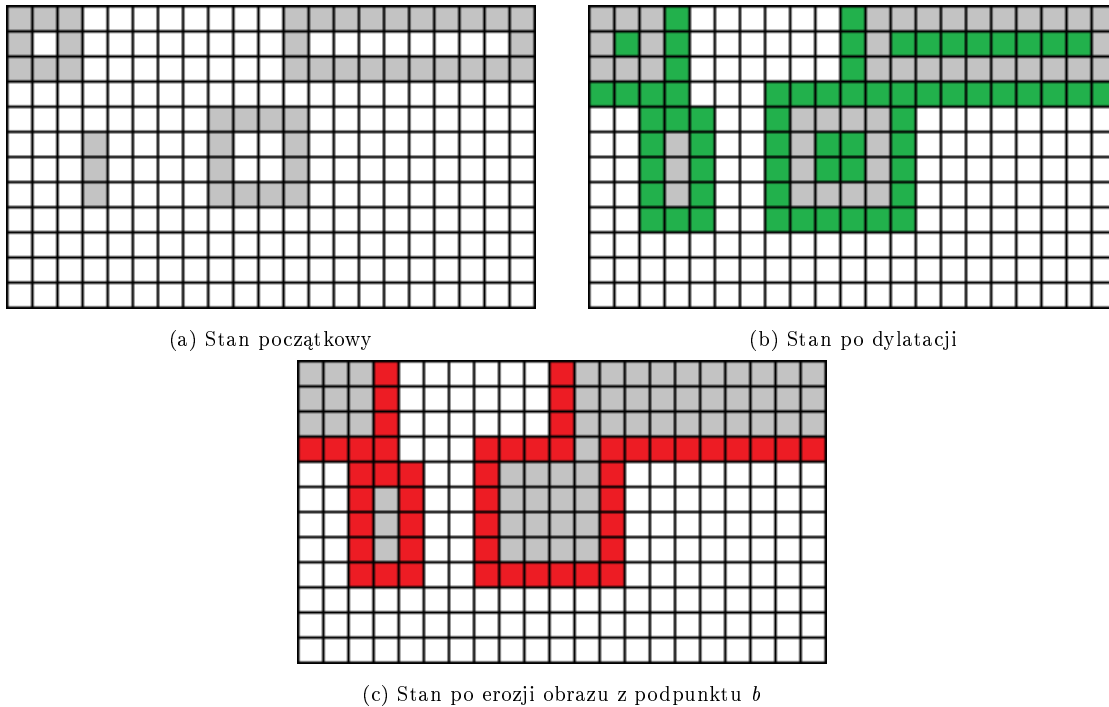 (a) Stan początkowy
(b) Stan po dylatacji
(c) Stan po erozji obrazu z podpunktu b